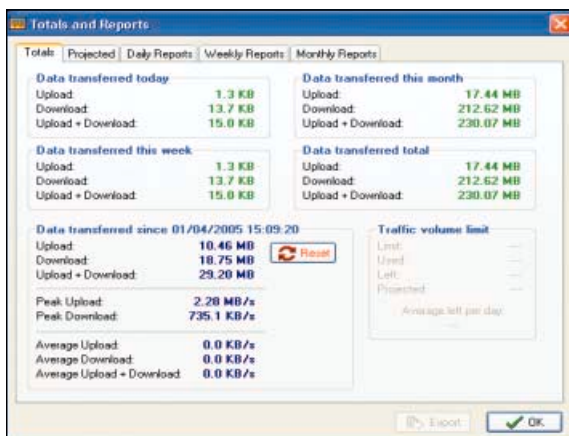 Totals and Reports
Totals Projected Daily Reports Weekly Reports Monthly Reports
Data transferred today
Upload: 1.3 KB
Download: 13.7 KB
Upload + Download: 15.0 KB
Data transferred this month
Upload: 17.44 MB
Download: 212.62 MB
Upload + Download: 230.07 MB
Data transferred this week
Upload: 1.3 KB
Download: 13.7 KB
Upload + Download: 15.0 KB
Data transferred total
Upload: 17.44 MB
Download: 212.62 MB
Upload + Download: 230.07 MB
Data transferred since 01/04/2005 15:09:20
Upload: 10.46 MB
Download: 18.75 MB
Upload + Download: 29.20 MB
Reset
Peak Upload: 2.28 MB/s
Peak Download: 735.1 KB/s
Average Upload: 0.0 KB/s
Average Download: 0.0 KB/s
Average Upload + Download: 0.0 KB/s
Traffic volume limit
Limit: ---
Used: ---
Left: ---
Projected: ---
Average left per day:
---
Export
OK